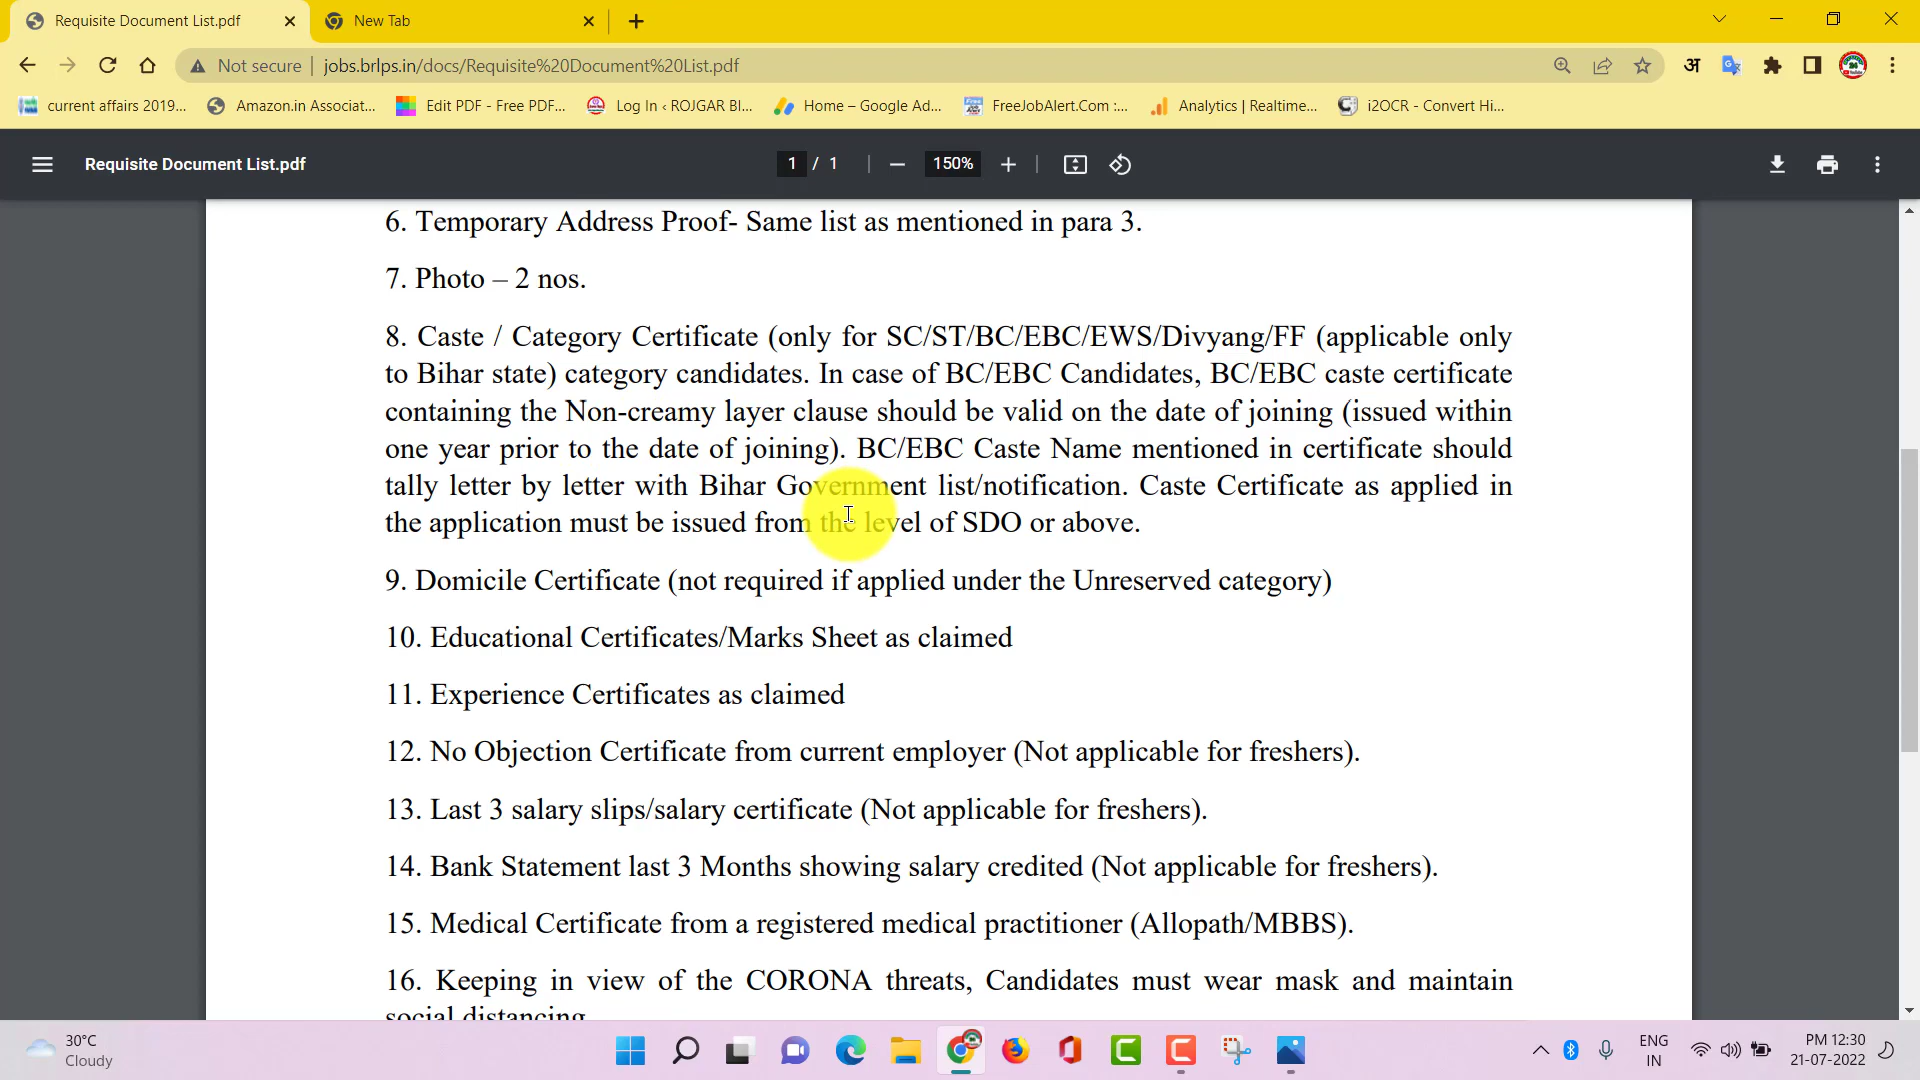 Requisite Document List.pdf
New Tab
Not secure
jobs.brlps.in/docs/Requisite%20Document%20List.pdf
अ
current affairs 2019...
Amazon.in Associat...
Edit PDF - Free PDF...
Log In ‹ ROJGAR BI...
Home – Google Ad...
FreeJobAlert.Com :...
Analytics | Realtime...
i2OCR - Convert Hi...
Requisite Document List.pdf
1 / 1
150%
6. Temporary Address Proof- Same list as mentioned in para 3.
7. Photo – 2 nos.
8. Caste / Category Certificate (only for SC/ST/BC/EBC/EWS/Divyang/FF (applicable only
to Bihar state) category candidates. In case of BC/EBC Candidates, BC/EBC caste certificate
containing the Non-creamy layer clause should be valid on the date of joining (issued within
one year prior to the date of joining). BC/EBC Caste Name mentioned in certificate should
tally letter by letter with Bihar Government list/notification. Caste Certificate as applied in
the application must be issued from the level of SDO or above.
9. Domicile Certificate (not required if applied under the Unreserved category)
10. Educational Certificates/Marks Sheet as claimed
11. Experience Certificates as claimed
12. No Objection Certificate from current employer (Not applicable for freshers).
13. Last 3 salary slips/salary certificate (Not applicable for freshers).
14. Bank Statement last 3 Months showing salary credited (Not applicable for freshers).
15. Medical Certificate from a registered medical practitioner (Allopath/MBBS).
16. Keeping in view of the CORONA threats, Candidates must wear mask and maintain
social distancing
30°C
Cloudy
ENG
IN
PM 12:30
21-07-2022